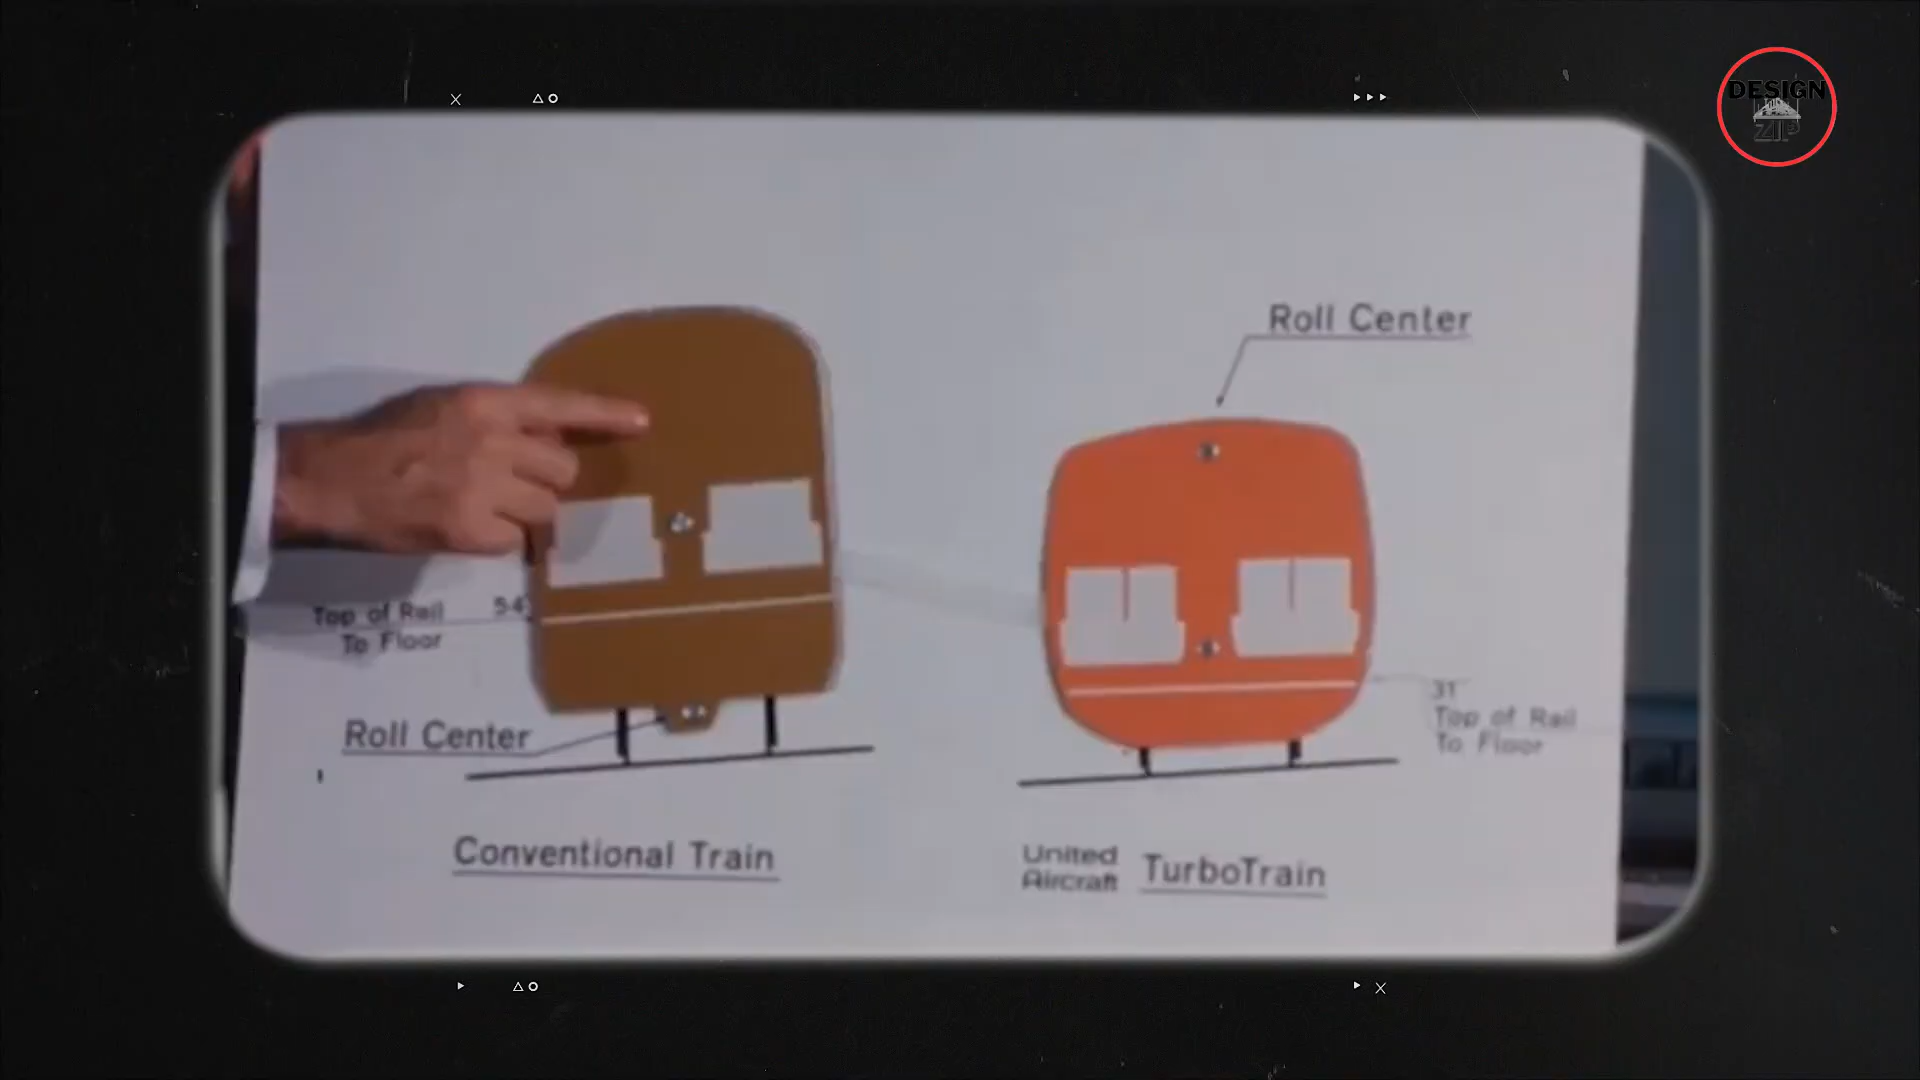 DESIGN
ZIP
Roll Center
Top of Rail 54
To Floor
Roll Center
31
Top of Rail
To Floor
Conventional Train
United
Aircraft
TurboTrain